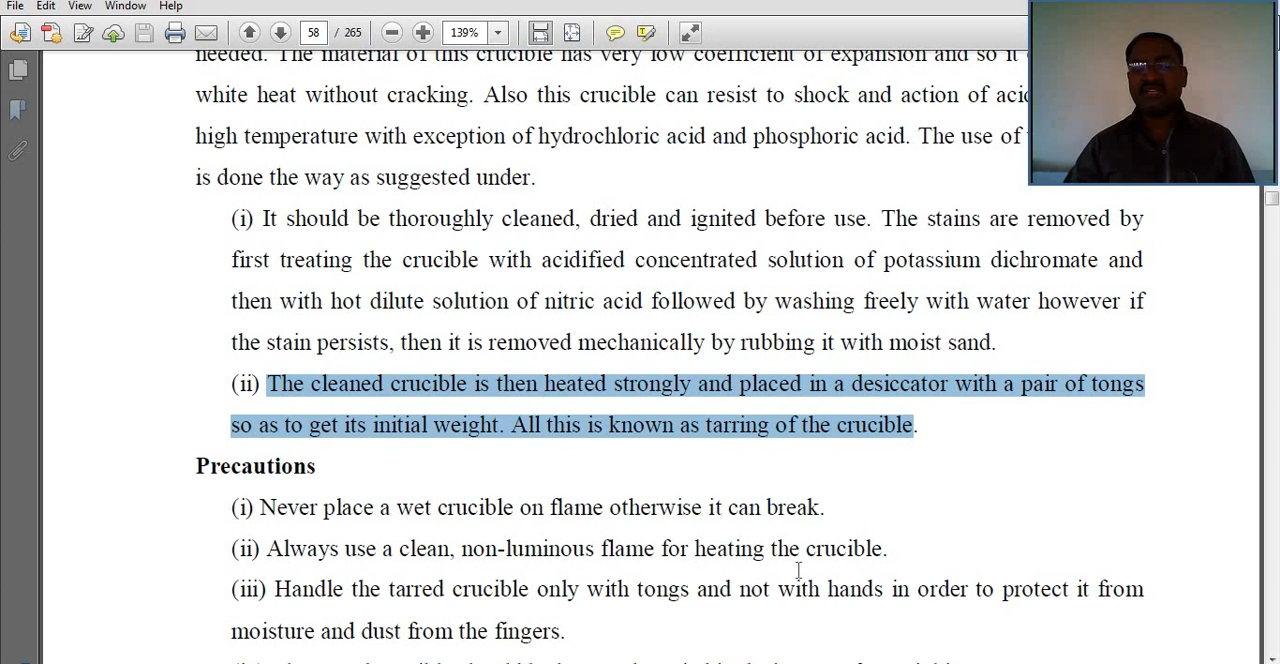 File Edit View Window Help
58 / 265 139%
needed. The material of this crucible has very low coefficient of expansion and so it
white heat without cracking. Also this crucible can resist to shock and action of
high temperature with exception of hydrochloric acid and phosphoric acid. The use of
is done the way as suggested under.
(i) It should be thoroughly cleaned, dried and ignited before use. The stains are removed by
first treating the crucible with acidified concentrated solution of potassium dichromate and
then with hot dilute solution of nitric acid followed by washing freely with water however if
the stain persists, then it is removed mechanically by rubbing it with moist sand.
(ii) The cleaned crucible is then heated strongly and placed in a desiccator with a pair of tongs
so as to get its initial weight. All this is known as tarring of the crucible.
Precautions
(i) Never place a wet crucible on flame otherwise it can break.
(ii) Always use a clean, non-luminous flame for heating the crucible.
(iii) Handle the tarred crucible only with tongs and not with hands in order to protect it from
moisture and dust from the fingers.